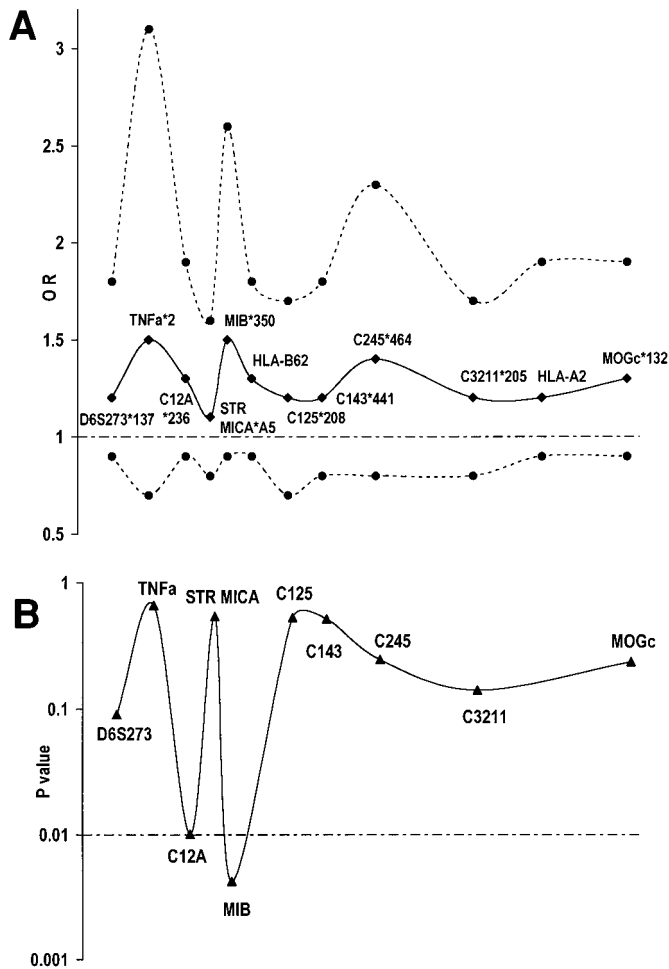 A
3
2.5
2
1.5
1
0.5
O R
TNFa*2
MIB*350
C245*464
MOGc*132
HLA-B62
C3211*205
HLA-A2
D6S273*137
C12A
*236
STR
MICA*A5
C125*208
C143*441
B
1
0.1
0.01
0.001
P value
TNFa
STR MICA
C125
C143
C245
MOGc
D6S273
C3211
C12A
MIB